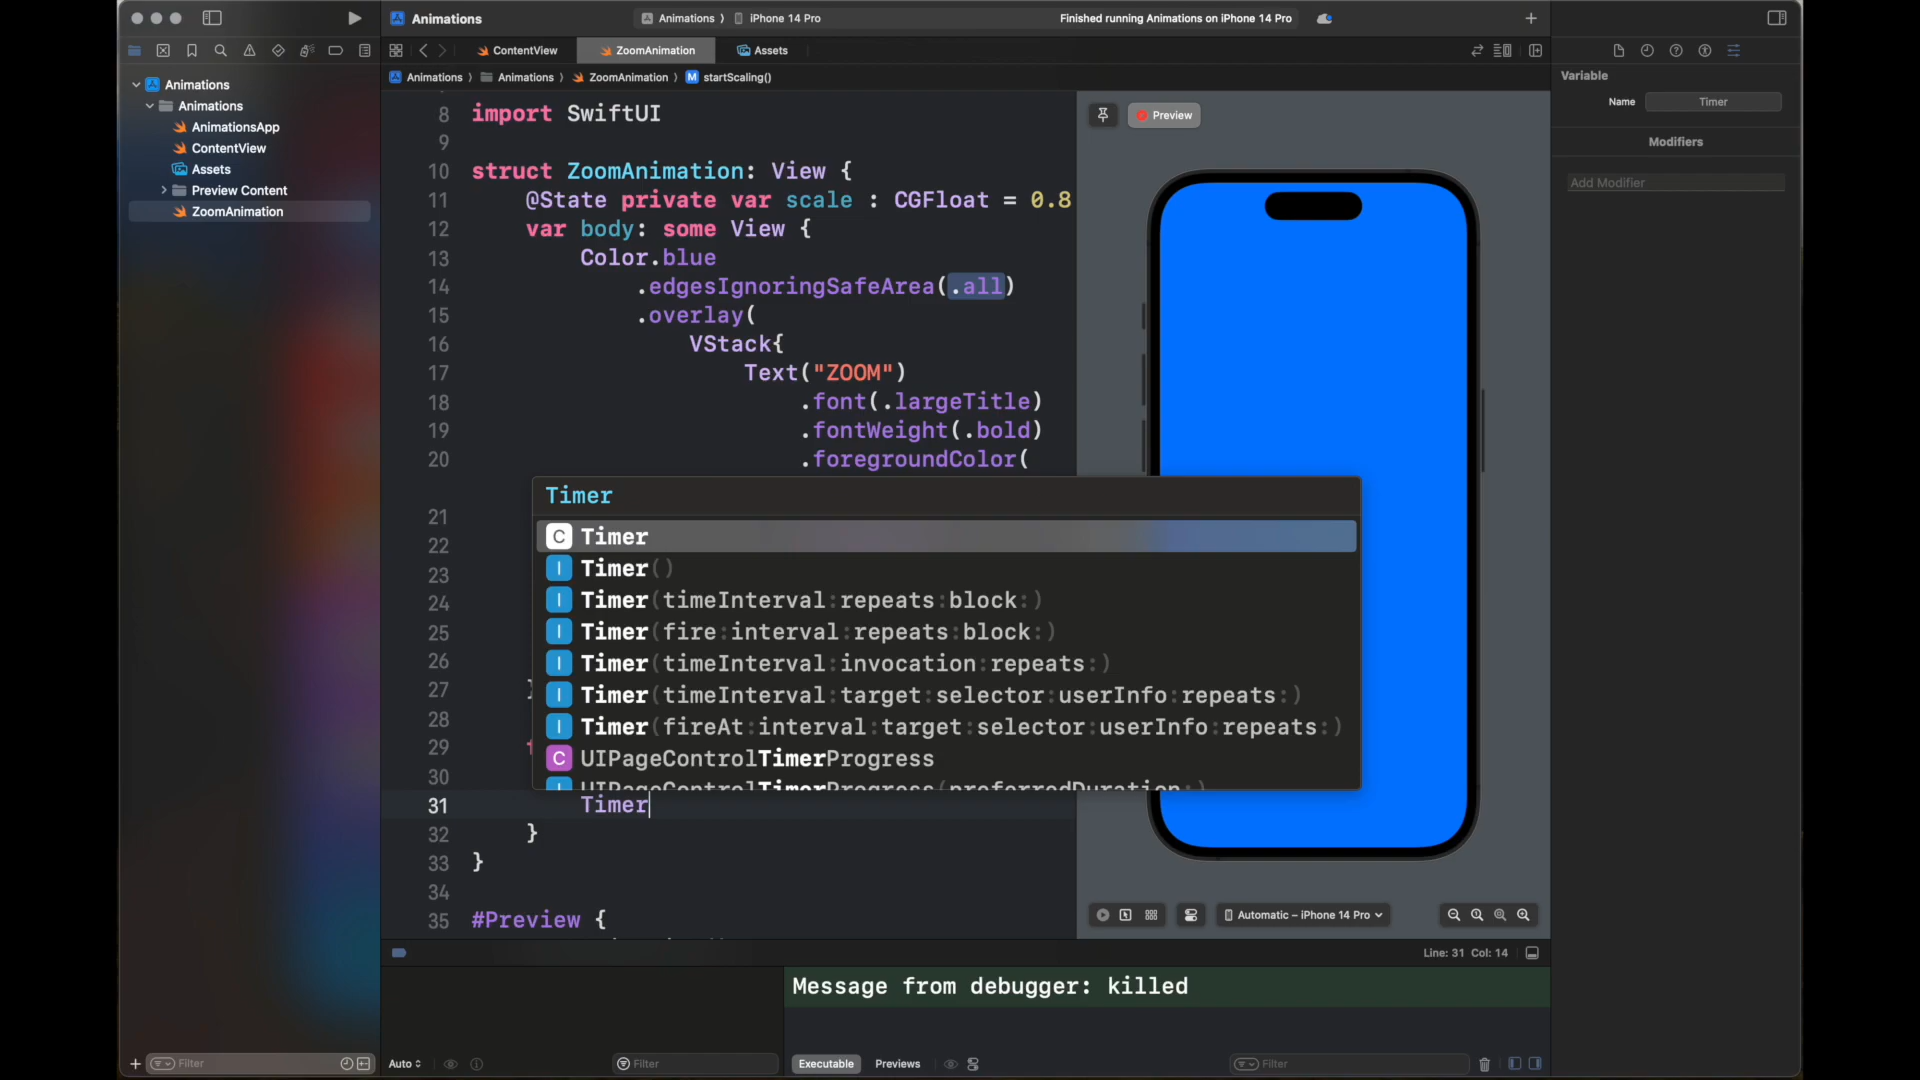 Animations
Animations 〉 iPhone 14 Pro
Finished running Animations on iPhone 14 Pro
ContentView
ZoomAnimation
Assets
Animations 〉 Animations 〉 ZoomAnimation 〉 M startScaling()
Animations
Animations
AnimationsApp
ContentView
Assets
Preview Content
ZoomAnimation
8 import SwiftUI
9
10 struct ZoomAnimation: View {
11 @State private var scale : CGFloat = 0.8
12 var body: some View {
13 Color.blue
14 .edgesIgnoringSafeArea(.all)
15 .overlay(
16 VStack{
17 Text("ZOOM")
18 .font(.largeTitle)
19 .fontWeight(.bold)
20 .foregroundColor(
21
22
23
24
25
26
27
28
29
30
31 Timer
32 }
33 }
34
35 #Preview {
Timer
C Timer
I Timer()
I Timer(timeInterval:repeats:block:)
I Timer(fire:interval:repeats:block:)
I Timer(timeInterval:invocation:repeats:)
I Timer(timeInterval:target:selector:userInfo:repeats:)
I Timer(fireAt:interval:target:selector:userInfo:repeats:)
C UIPageControlTimerProgress
UIPageControlTimerProgress(preferredDuration:)
Preview
Automatic – iPhone 14 Pro
Variable
Name Timer
Modifiers
Add Modifier
Line: 31 Col: 14
Message from debugger: killed
Filter
Auto
Filter
Executable
Previews
Filter